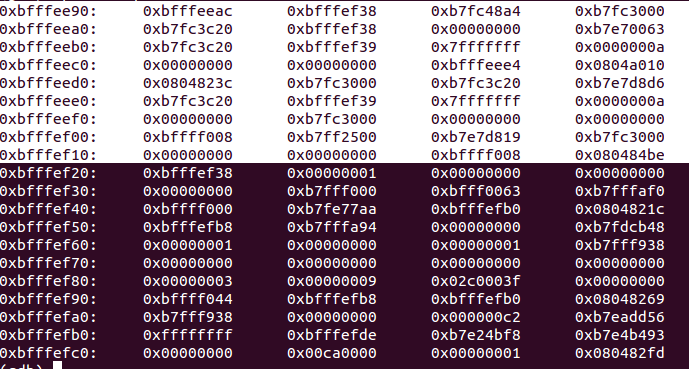 0xbfffee90: 0xbfffeeac 0xbfffef38 0xb7fc48a4 0xb7fc3000
0xbfffeea0: 0xb7fc3c20 0xbfffef38 0x00000000 0xb7e70063
0xbfffeeb0: 0xb7fc3c20 0xbfffef39 0x7fffffff 0x0000000a
0xbfffeec0: 0x00000000 0x00000000 0xbfffeee4 0x0804a010
0xbfffeed0: 0x0804823c 0xb7fc3000 0xb7fc3c20 0xb7e7d8d6
0xbfffeee0: 0xb7fc3c20 0xbfffef39 0x7fffffff 0x0000000a
0xbfffeef0: 0x00000000 0xb7fc3000 0x00000000 0x00000000
0xbfffef00: 0xbffff008 0xb7ff2500 0xb7e7d819 0xb7fc3000
0xbfffef10: 0x00000000 0x00000000 0xbffff008 0x080484be
0xbfffef20: 0xbfffef38 0x00000001 0x00000000 0x00000000
0xbfffef30: 0x00000000 0xb7fff000 0xbfff0063 0xb7fffaf0
0xbfffef40: 0xbffff000 0xb7fe77aa 0xbfffefb0 0x0804821c
0xbfffef50: 0xbfffefb8 0xb7fffa94 0x00000000 0xb7fdcb48
0xbfffef60: 0x00000001 0x00000000 0x00000001 0xb7fff938
0xbfffef70: 0x00000000 0x00000000 0x00000000 0x00000000
0xbfffef80: 0x00000003 0x00000009 0x02c0003f 0x00000000
0xbfffef90: 0xbffff044 0xbfffefb8 0xbfffefb0 0x08048269
0xbfffefa0: 0xb7fff938 0x00000000 0x000000c2 0xb7eadd56
0xbfffefb0: 0xffffffff 0xbfffefde 0xb7e24bf8 0xb7e4b493
0xbfffefc0: 0x00000000 0x00ca0000 0x00000001 0x080482fd